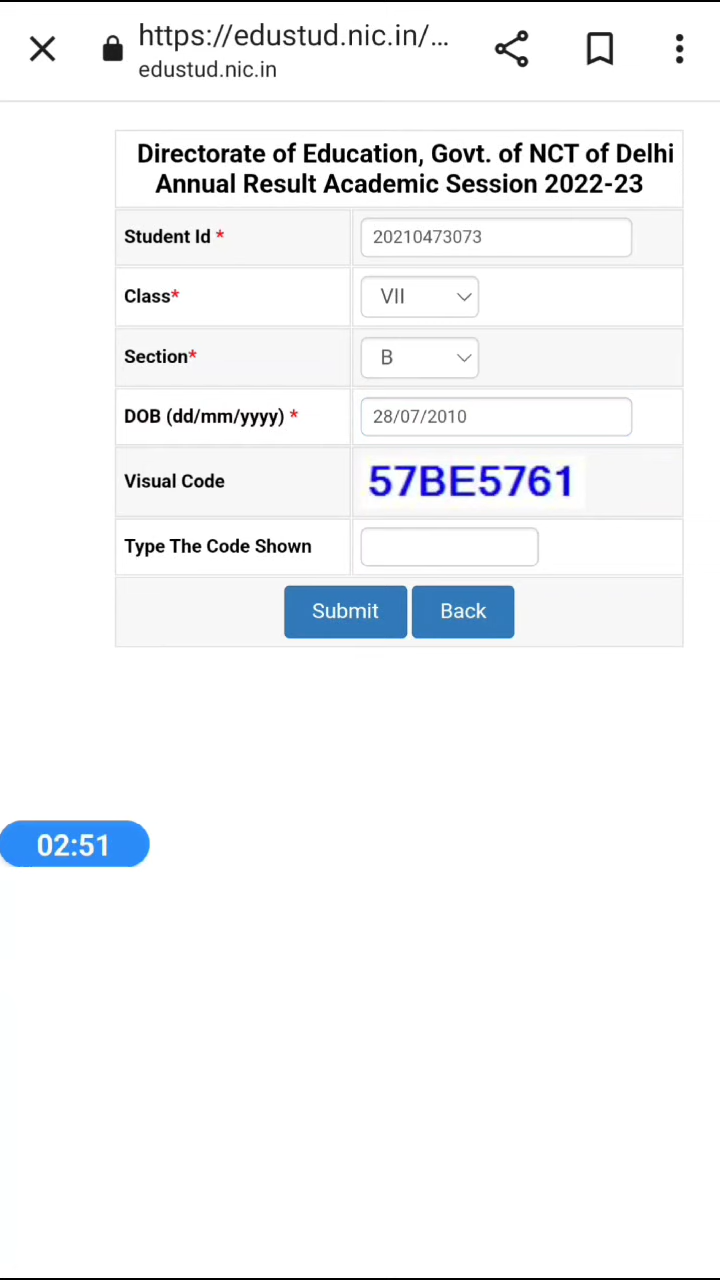 https://edustud.nic.in/...
edustud.nic.in
Directorate of Education, Govt. of NCT of Delhi
Annual Result Academic Session 2022-23
Student Id * 20210473073
Class* VII
Section* B
DOB (dd/mm/yyyy) * 28/07/2010
Visual Code 57BE5761
Type The Code Shown
Submit Back
02:51